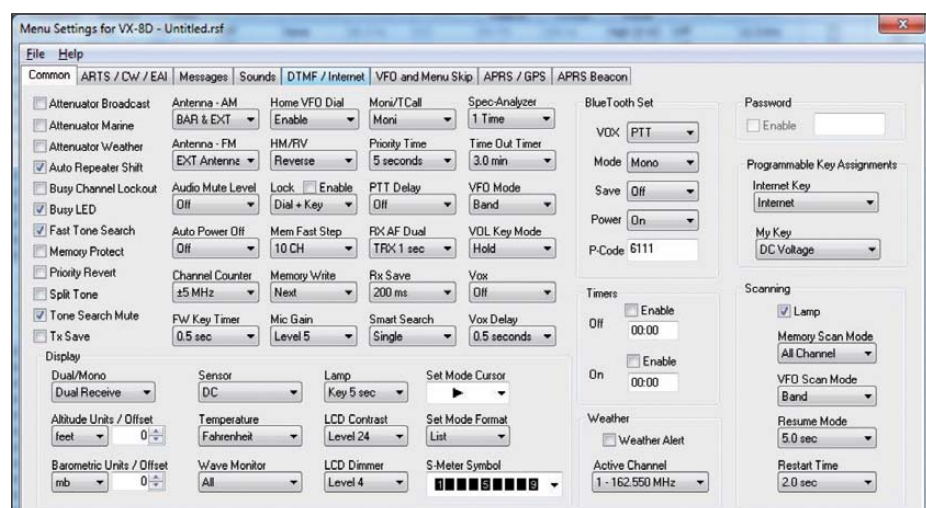 Menu Settings for VX-8D - Untitled.rsf
File Help
Common ARTS / CW / EAI Messages Sounds DTMF / Internet VFO and Menu Skip APRS / GPS APRS Beacon
Attenuator Broadcast
Attenuator Marine
Attenuator Weather
Auto Repeater Shift
Busy Channel Lockout
Busy LED
Fast Tone Search
Memory Protect
Priority Revert
Split Tone
Tone Search Mute
Tx Save
Antenna - AM
BAR & EXT
Antenna - FM
EXT Antenna
Audio Mute Level
Off
Auto Power Off
Off
Channel Counter
±5 MHz
FW Key Timer
0.5 sec
Home VFO Dial
Enable
HM/RV
Reverse
Lock Enable
Dial + Key
Mem Fast Step
10 CH
Memory Write
Next
Mic Gain
Level 5
Moni/TCall
Moni
Priority Time
5 seconds
PTT Delay
Off
RX AF Dual
TRX 1 sec
Rx Save
200 ms
Smart Search
Single
Spec-Analyzer
1 Time
Time Out Timer
3.0 min
VFO Mode
Band
VOL Key Mode
Hold
Vox
Off
Vox Delay
0.5 seconds
Display
Dual/Mono
Dual Receive
Altitude Units / Offset
feet 0
Barometric Units / Offset
mb 0
Sensor
DC
Temperature
Fahrenheit
Wave Monitor
All
Lamp
Key 5 sec
LCD Contrast
Level 24
LCD Dimmer
Level 4
Set Mode Cursor
Set Mode Format
List
S-Meter Symbol
1 5 9
BlueTooth Set
VOX PTT
Mode Mono
Save Off
Power On
P-Code 6111
Timers
Enable
Off 00:00
Enable
On 00:00
Weather
Weather Alert
Active Channel
1 - 162.550 MHz
Password
Enable
Programmable Key Assignments
Internet Key
Internet
My Key
DC Voltage
Scanning
Lamp
Memory Scan Mode
All Channel
VFO Scan Mode
Band
Resume Mode
5.0 sec
Restart Time
2.0 sec